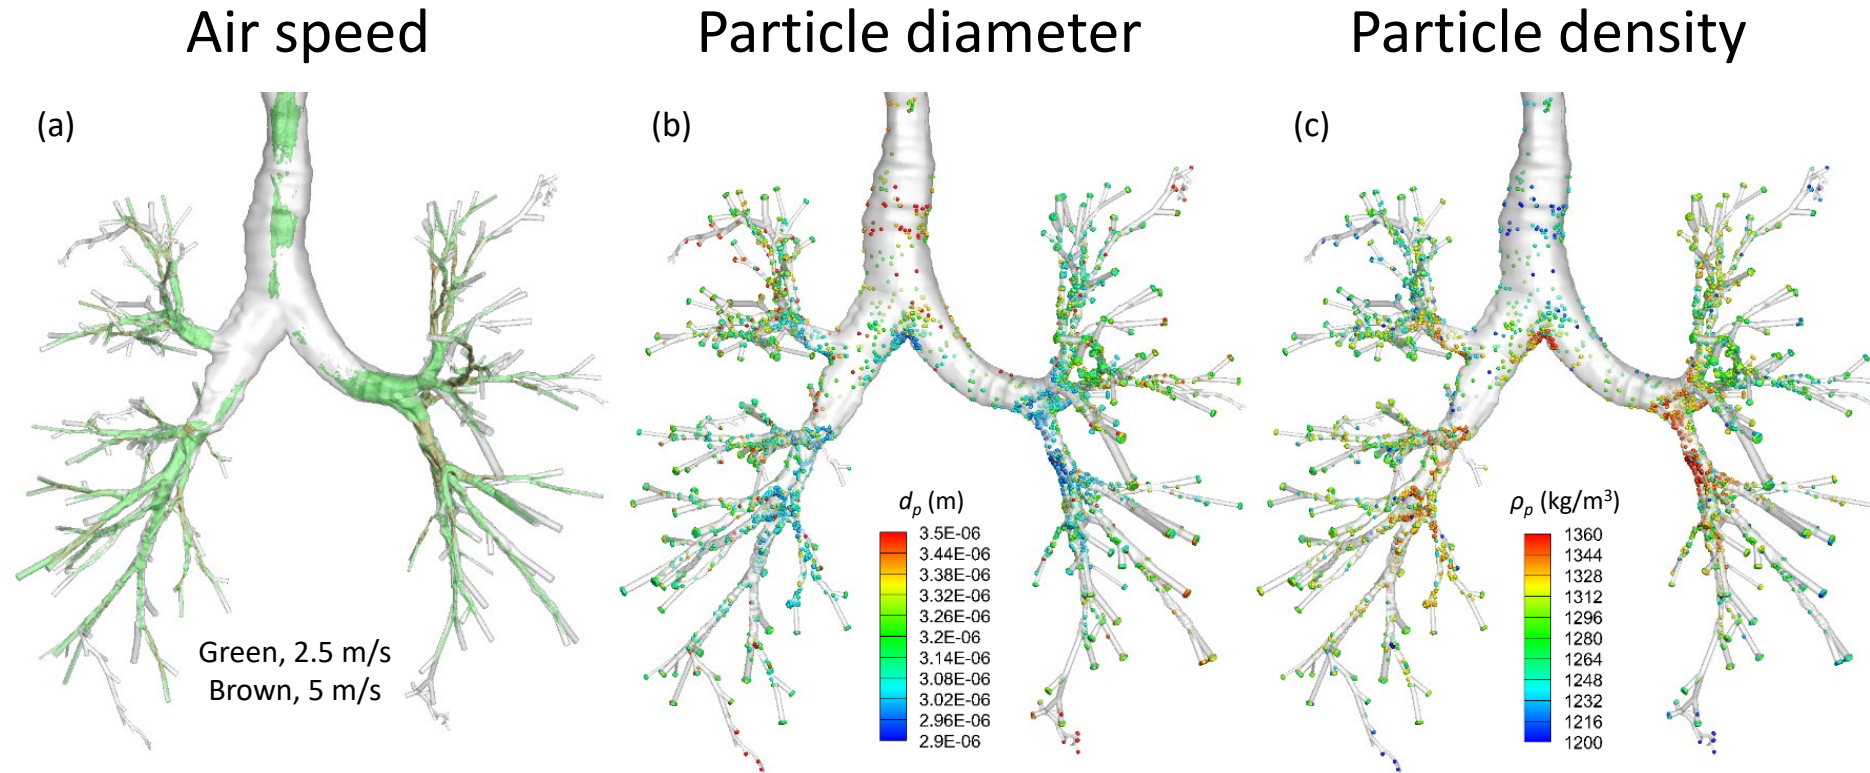 Air speed
Particle diameter
Particle density
(a)
(b)
(c)
Green, 2.5 m/s
Brown, 5 m/s
dₚ (m)
3.5E-06
3.44E-06
3.38E-06
3.32E-06
3.26E-06
3.2E-06
3.14E-06
3.08E-06
3.02E-06
2.96E-06
2.9E-06
ρₚ (kg/m³)
1360
1344
1328
1312
1296
1280
1264
1248
1232
1216
1200